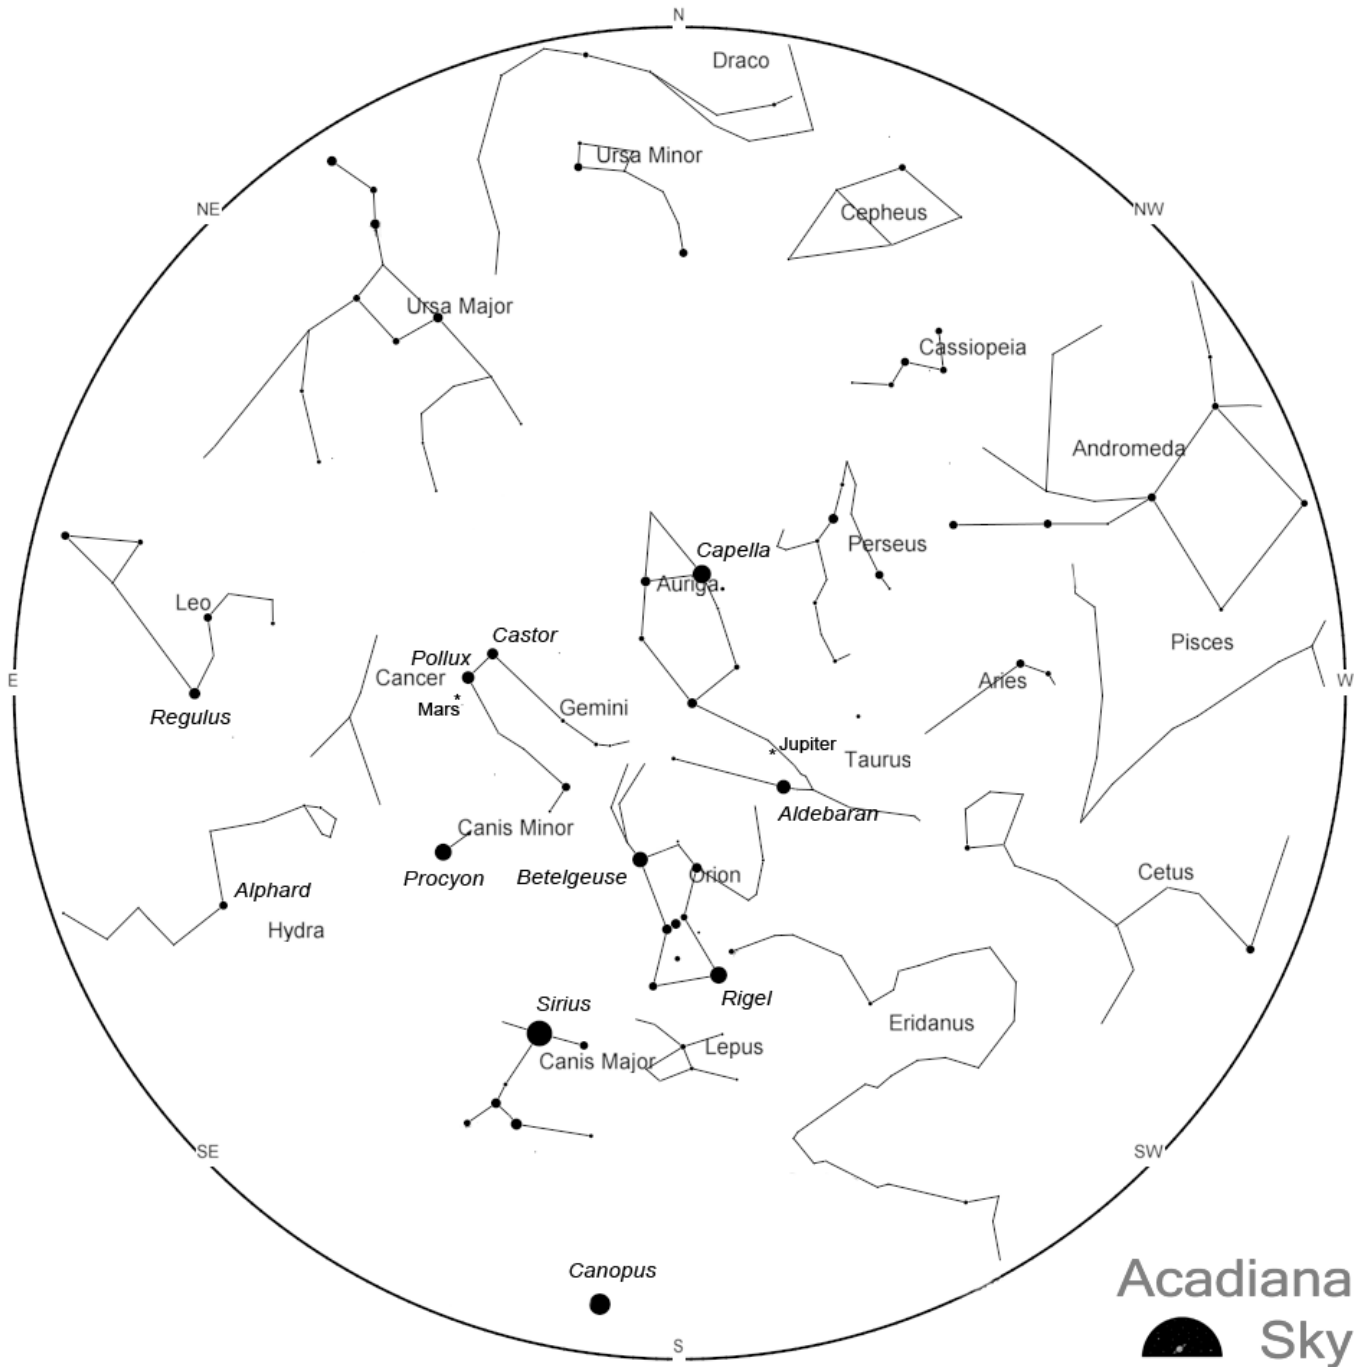 N
Draco
Ursa Minor
NE
NW
Cepheus
Ursa Major
Cassiopeia
Andromeda
Capella
Perseus
Auriga
Leo
Castor
Pisces
Pollux
Cancer
E
Aries
W
Mars
Gemini
Regulus
Jupiter
Taurus
Aldebaran
Canis Minor
Procyon
Betelgeuse
Orion
Cetus
Alphard
Hydra
Rigel
Sirius
Eridanus
Canis Major
Lepus
SE
SW
Canopus
S
Acadiana
Sky